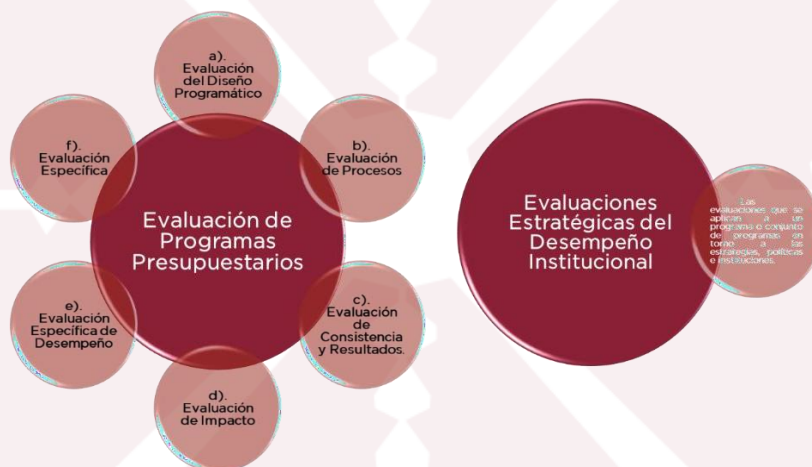 a).
Evaluación
del Diseño
Programático
b).
Evaluación
de Procesos
c).
Evaluación
de
Consistencia
y Resultados.
d).
Evaluación
de Impacto
e).
Evaluación
Específica de
Desempeño
f).
Evaluación
Específica
Evaluación de
Programas
Presupuestarios
Evaluaciones
Estratégicas del
Desempeño
Institucional
Las
evaluaciones que se
aplican a un
programa o conjunto
de programas en
torno a las
estrategias, políticas
e instituciones.